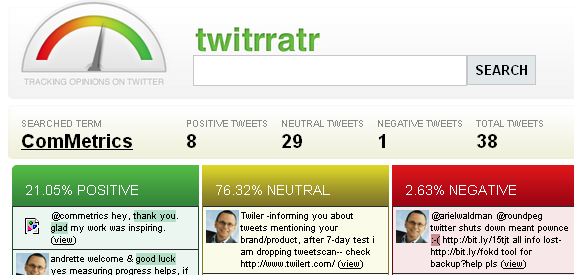 twitrratr
SEARCH
TRACKING OPINIONS ON TWITTER
SEARCHED TERM
ComMetrics
POSITIVE TWEETS
8
NEUTRAL TWEETS
29
NEGATIVE TWEETS
1
TOTAL TWEETS
38
21.05% POSITIVE
@commetrics hey, thank you.
glad my work was inspiring.
(view)
andrette welcome & good luck
yes measuring progress helps, if
76.32% NEUTRAL
Twiler -informing you about
tweets mentioning your
brand/product, after 7-day test i
am dropping tweetscan-- check
http://www.twilert.com/ (view)
2.63% NEGATIVE
@arielwaldman @roundpeg
twitter shuts down meant pownce
:-( http://bit.ly/15tjt all info lost-
http://bit.ly/fokd tool for
backup?help pls (view)